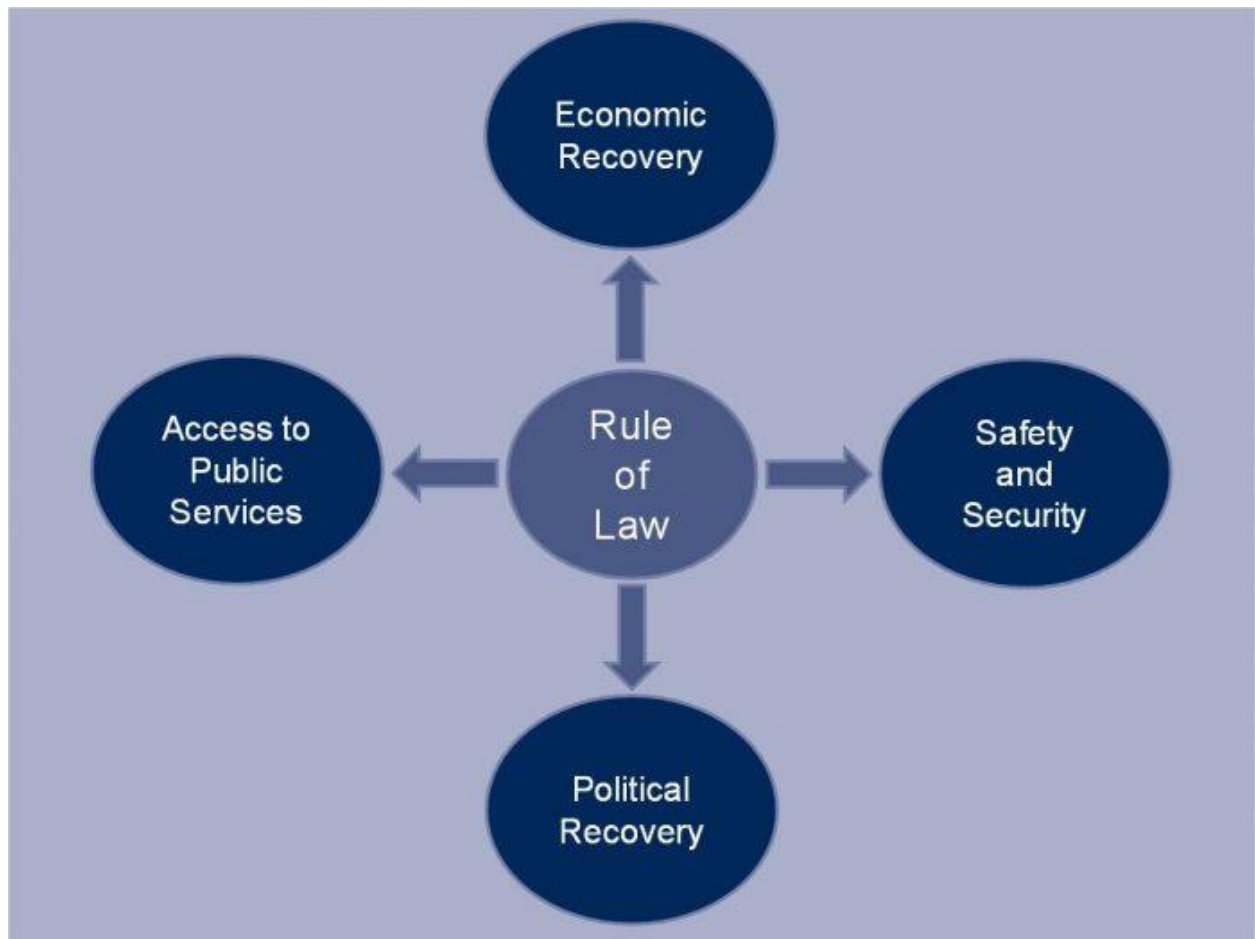 Economic
Recovery
Access to
Public
Services
Rule
of
Law
Safety
and
Security
Political
Recovery